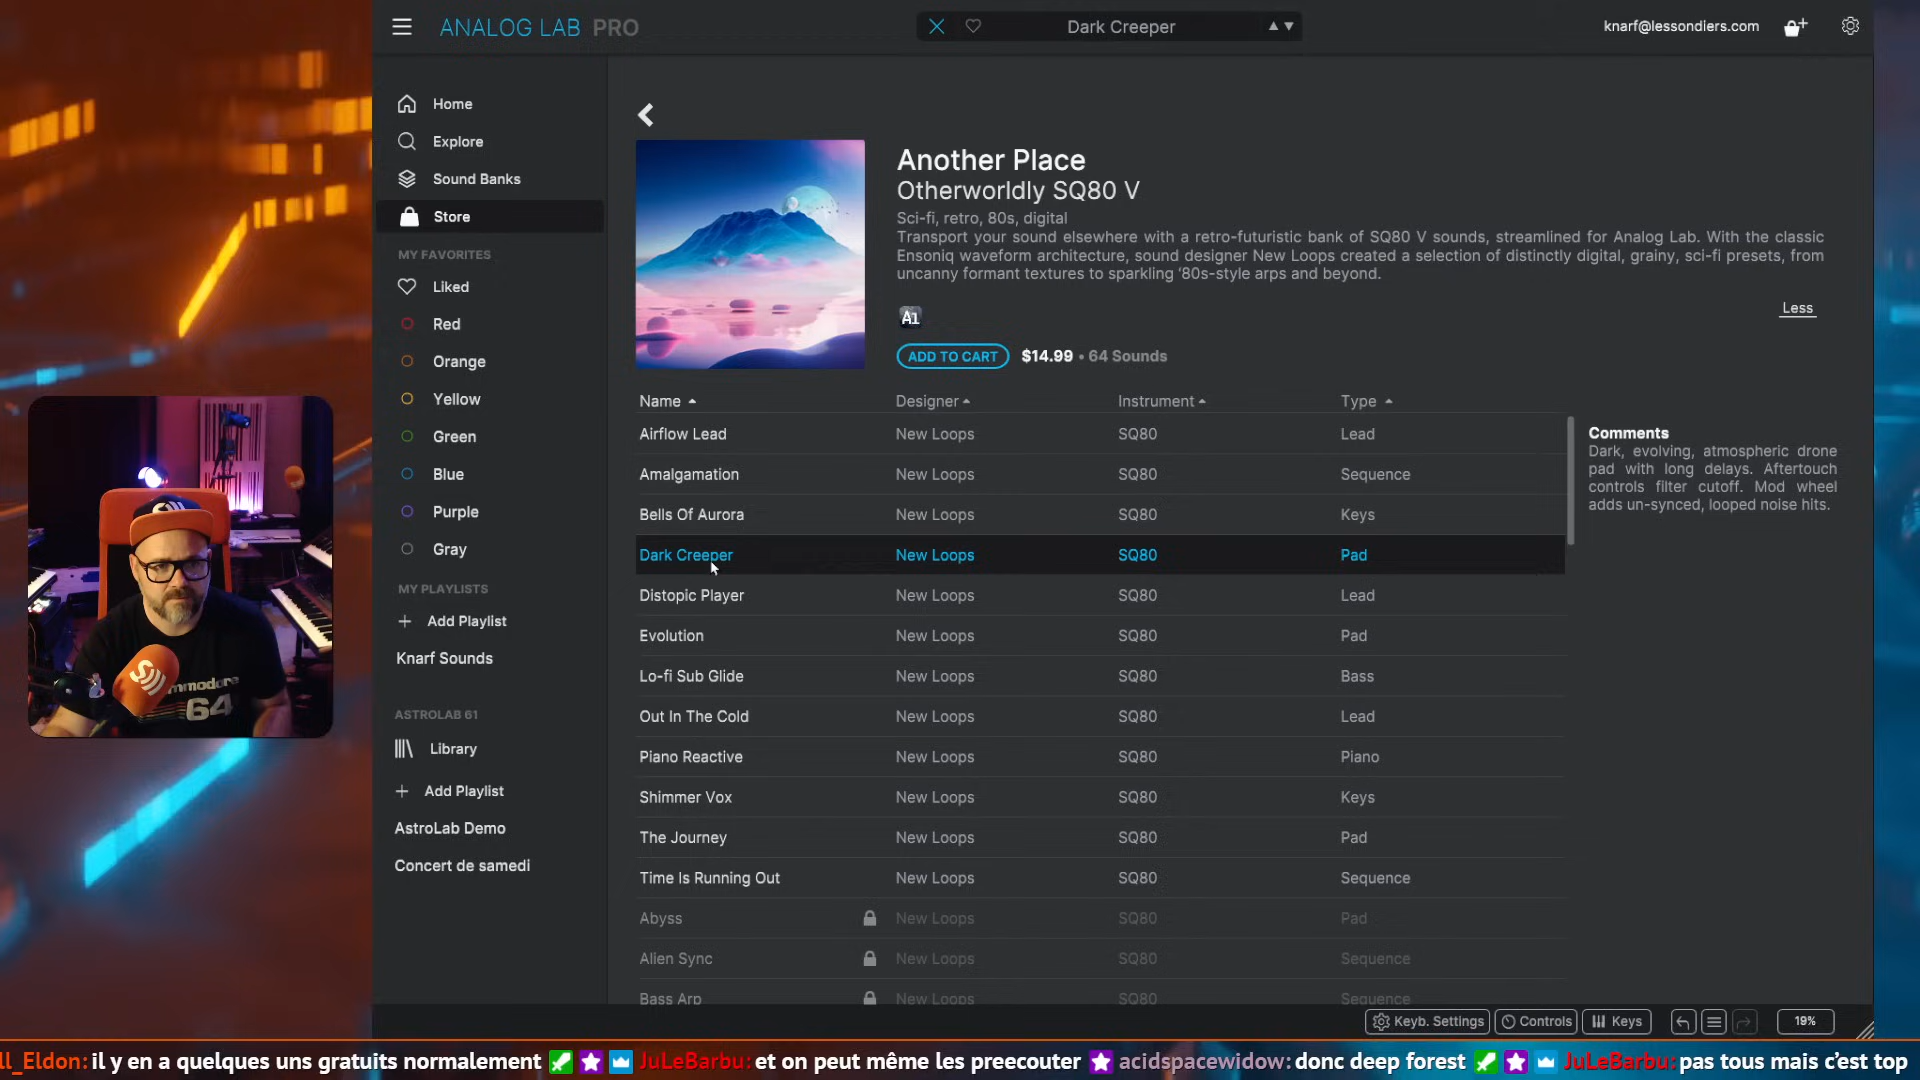 ANALOG LAB PRO
Dark Creeper
knarf@lessondiers.com
Home
Explore
Sound Banks
Store
MY FAVORITES
Liked
Red
Orange
Yellow
Green
Blue
Purple
Gray
MY PLAYLISTS
Add Playlist
Knarf Sounds
ASTROLAB 61
Library
Add Playlist
AstroLab Demo
Concert de samedi
Another Place
Otherworldly SQ80 V
Sci-fi, retro, 80s, digital
Transport your sound elsewhere with a retro-futuristic bank of SQ80 V sounds, streamlined for Analog Lab. With the classic
Ensoniq waveform architecture, sound designer New Loops created a selection of distinctly digital, grainy, sci-fi presets, from
uncanny formant textures to sparkling '80s-style arps and beyond.
Al
Less
ADD TO CART $14.99 • 64 Sounds
Name Designer Instrument Type
Airflow Lead New Loops SQ80 Lead
Amalgamation New Loops SQ80 Sequence
Bells Of Aurora New Loops SQ80 Keys
Dark Creeper New Loops SQ80 Pad
Distopic Player New Loops SQ80 Lead
Evolution New Loops SQ80 Pad
Lo-fi Sub Glide New Loops SQ80 Bass
Out In The Cold New Loops SQ80 Lead
Piano Reactive New Loops SQ80 Piano
Shimmer Vox New Loops SQ80 Keys
The Journey New Loops SQ80 Pad
Time Is Running Out New Loops SQ80 Sequence
Abyss New Loops SQ80 Pad
Alien Sync New Loops SQ80 Sequence
Bass Arp New Loops SQ80 Sequence
Comments
Dark, evolving, atmospheric drone
pad with long delays. Aftertouch
controls filter cutoff. Mod wheel
adds un-synced, looped noise hits.
Keyb. Settings Controls Keys 19%
commodore
64
ll_Eldon: il y en a quelques uns gratuits normalement JuLeBarbu: et on peut même les preecouter acidspacewidow: donc deep forest JuLeBarbu: pas tous mais c'est top